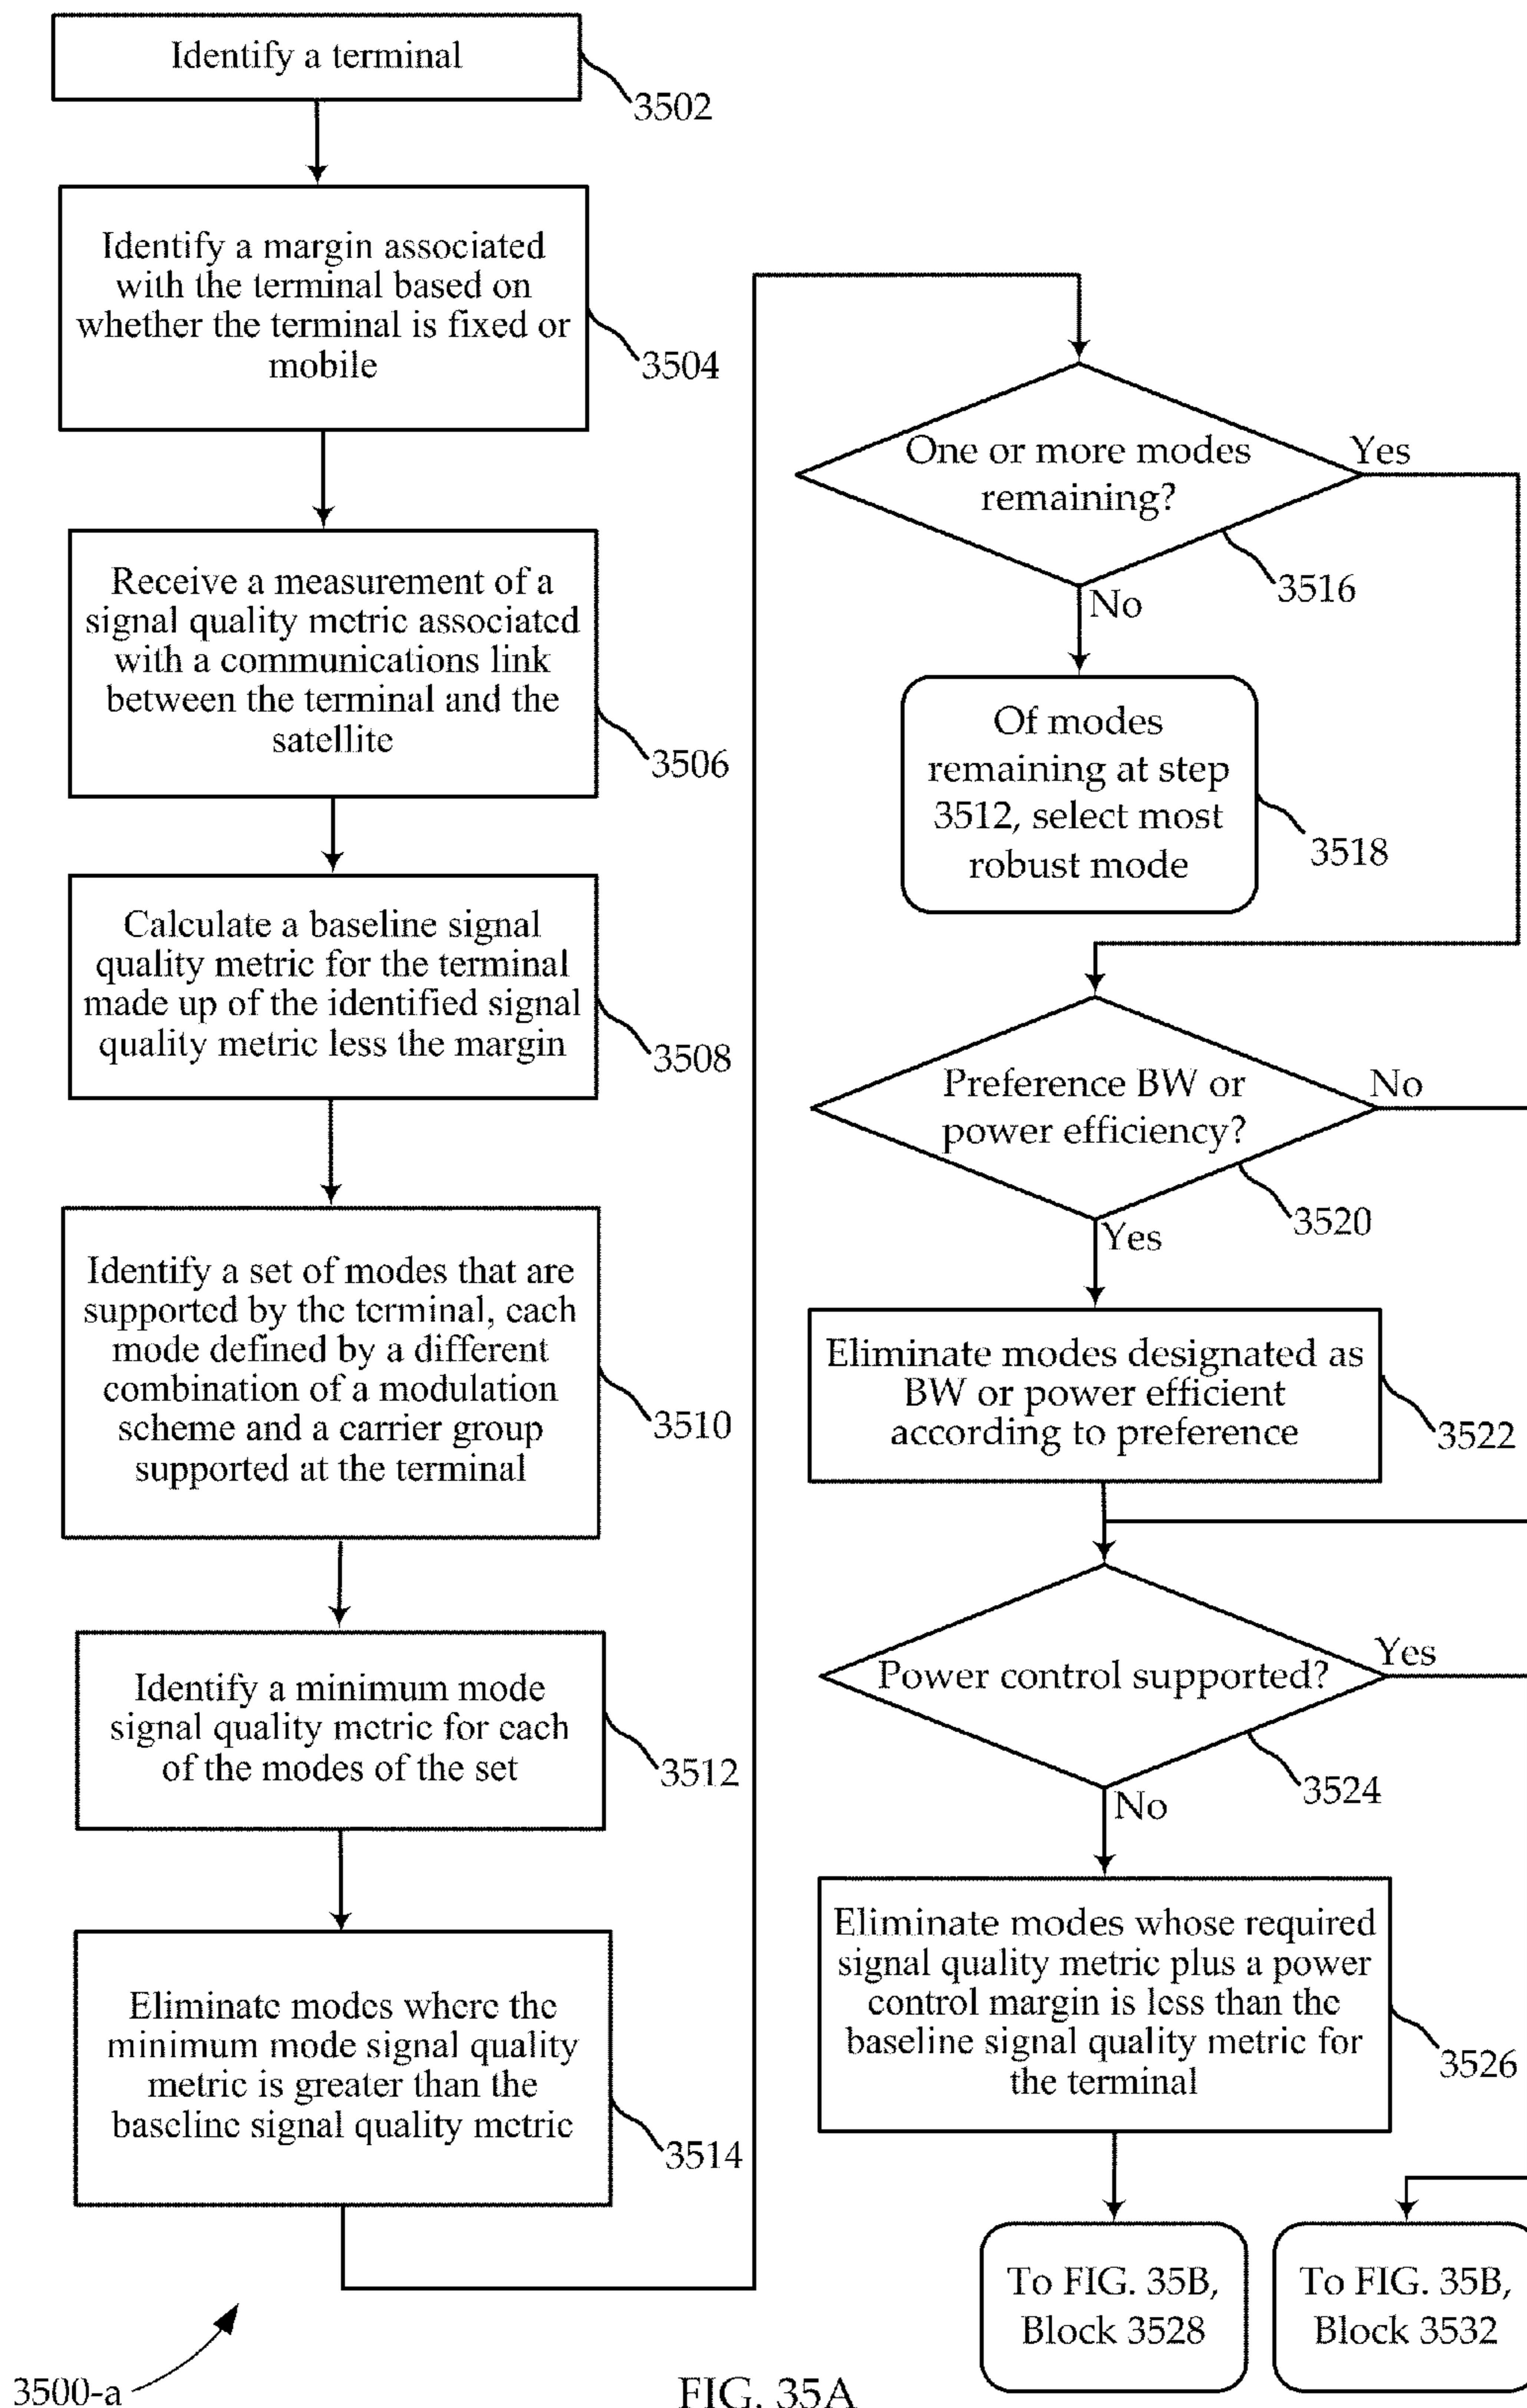 Identify a terminal
3502
Identify a margin associated
with the terminal based on
whether the terminal is fixed or
mobile
3504
Receive a measurement of a
signal quality metric associated
with a communications link
between the terminal and the
satellite
3506
Calculate a baseline signal
quality metric for the terminal
made up of the identified signal
quality metric less the margin
3508
Identify a set of modes that are
supported by the terminal, each
mode defined by a different
combination of a modulation
scheme and a carrier group
supported at the terminal
3510
Identify a minimum mode
signal quality metric for each
of the modes of the set
3512
Eliminate modes where the
minimum mode signal quality
metric is greater than the
baseline signal quality metric
3514
One or more modes
remaining?
Yes
3516
No
Of modes
remaining at step
3512, select most
robust mode
3518
Preference BW or
power efficiency?
No
3520
Yes
Eliminate modes designated as
BW or power efficient
according to preference
3522
Power control supported?
Yes
3524
No
Eliminate modes whose required
signal quality metric plus a power
control margin is less than the
baseline signal quality metric for
the terminal
3526
To FIG. 35B,
Block 3528
To FIG. 35B,
Block 3532
3500-a
FIG. 35A